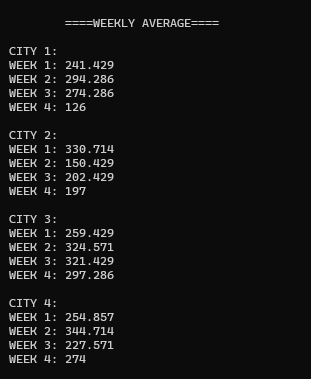 ====WEEKLY AVERAGE====
CITY 1:
WEEK 1: 241.429
WEEK 2: 294.286
WEEK 3: 274.286
WEEK 4: 126
CITY 2:
WEEK 1: 330.714
WEEK 2: 150.429
WEEK 3: 202.429
WEEK 4: 197
CITY 3:
WEEK 1: 259.429
WEEK 2: 324.571
WEEK 3: 321.429
WEEK 4: 297.286
CITY 4:
WEEK 1: 254.857
WEEK 2: 344.714
WEEK 3: 227.571
WEEK 4: 274